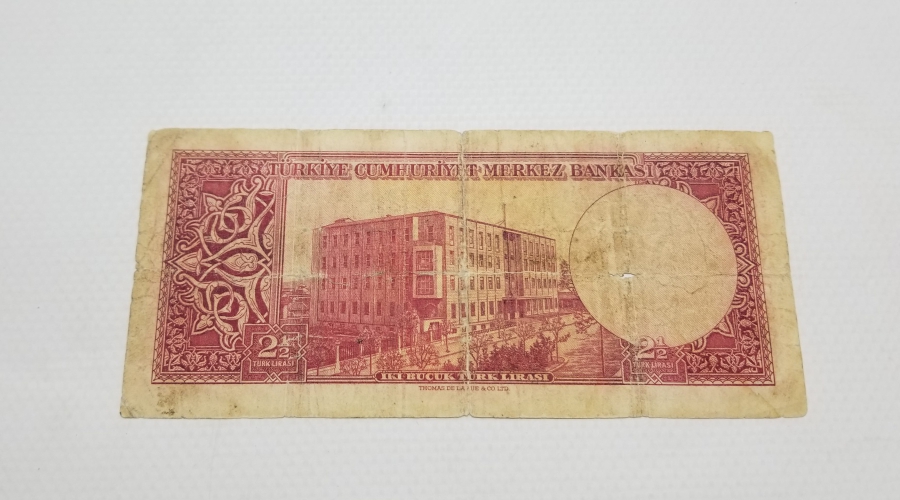 TÜRKİYE CUMHURİYET MERKEZ BANKASI
2½ 2½
TÜRK LİRASI TÜRK LİRASI
İKİ BUÇUK TÜRK LİRASI
THOMAS DE LA RUE & CO LTD.